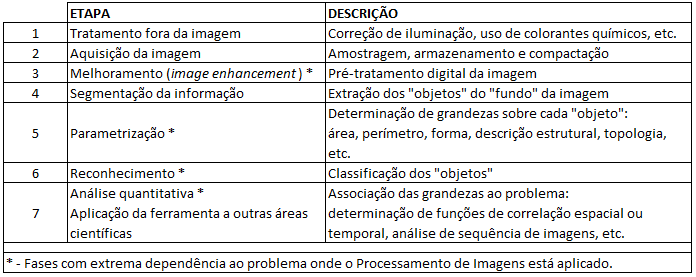 ETAPA DESCRIÇÃO
1 Tratamento fora da imagem Correção de iluminação, uso de colorantes químicos, etc.
2 Aquisição da imagem Amostragem, armazenamento e compactação
3 Melhoramento (image enhancement) * Pré-tratamento digital da imagem
4 Segmentação da informação Extração dos "objetos" do "fundo" da imagem
5 Parametrização * Determinação de grandezas sobre cada "objeto":
área, perímetro, forma, descrição estrutural, topologia,
etc.
6 Reconhecimento * Classificação dos "objetos"
7 Análise quantitativa * Associação das grandezas ao problema:
Aplicação da ferramenta a outras áreas determinação de funções de correlação espacial ou
científicas temporal, análise de sequência de imagens, etc.
* - Fases com extrema dependência ao problema onde o Processamento de Imagens está aplicado.